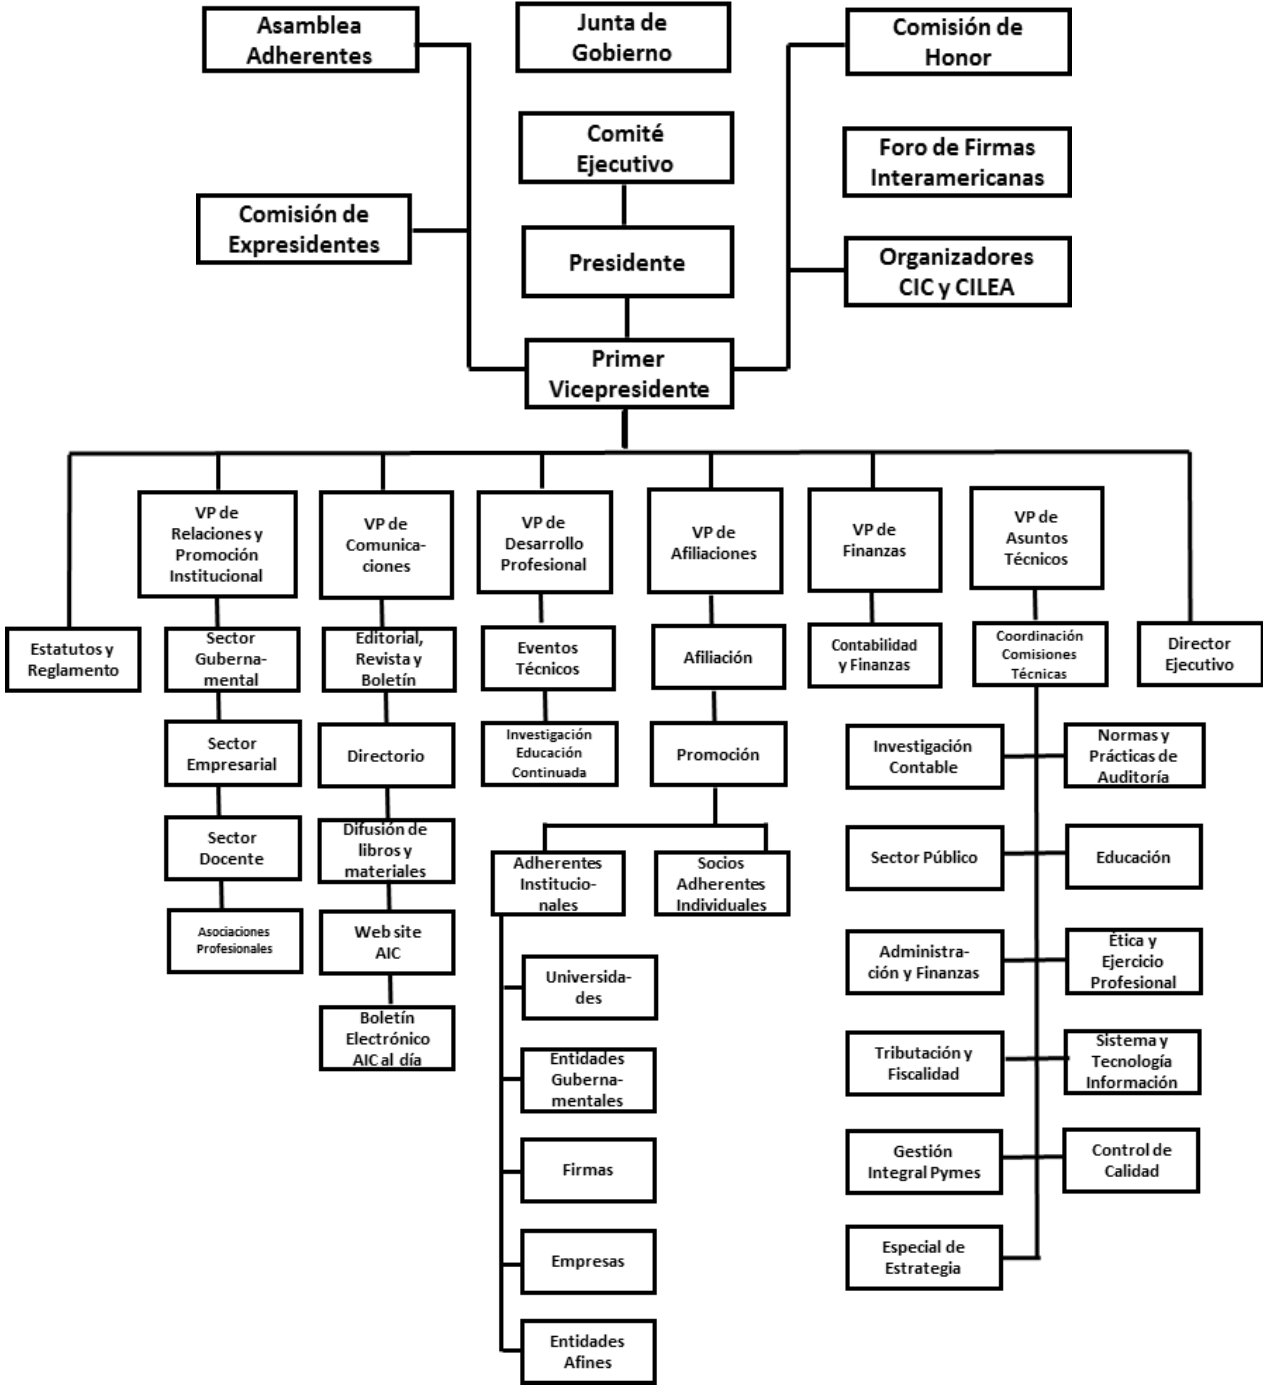 Asamblea
Adherentes
Junta de
Gobierno
Comisión de
Honor
Comité
Ejecutivo
Foro de Firmas
Interamericanas
Comisión de
Expresidentes
Presidente
Organizadores
CIC y CILEA
Primer
Vicepresidente
VP de
Relaciones y
Promoción
Institucional
VP de
Comunica-
ciones
VP de
Desarrollo
Profesional
VP de
Afiliaciones
VP de
Finanzas
VP de
Asuntos
Técnicos
Estatutos y
Reglamento
Sector
Guberna-
mental
Editorial,
Revista y
Boletín
Eventos
Técnicos
Afiliación
Contabilidad
y Finanzas
Coordinación
Comisiones
Técnicas
Director
Ejecutivo
Sector
Empresarial
Directorio
Investigación
Educación
Continuada
Promoción
Investigación
Contable
Normas y
Prácticas de
Auditoría
Sector
Docente
Difusión de
libros y
materiales
Adherentes
Institucio-
nales
Socios
Adherentes
Individuales
Sector Público
Educación
Asociaciones
Profesionales
Web site
AIC
Universida-
des
Administra-
ción y Finanzas
Ética y
Ejercicio
Profesional
Boletín
Electrónico
AIC al día
Entidades
Guberna-
mentales
Tributación y
Fiscalidad
Sistema y
Tecnología
Información
Firmas
Gestión
Integral Pymes
Control de
Calidad
Empresas
Especial de
Estrategia
Entidades
Afines